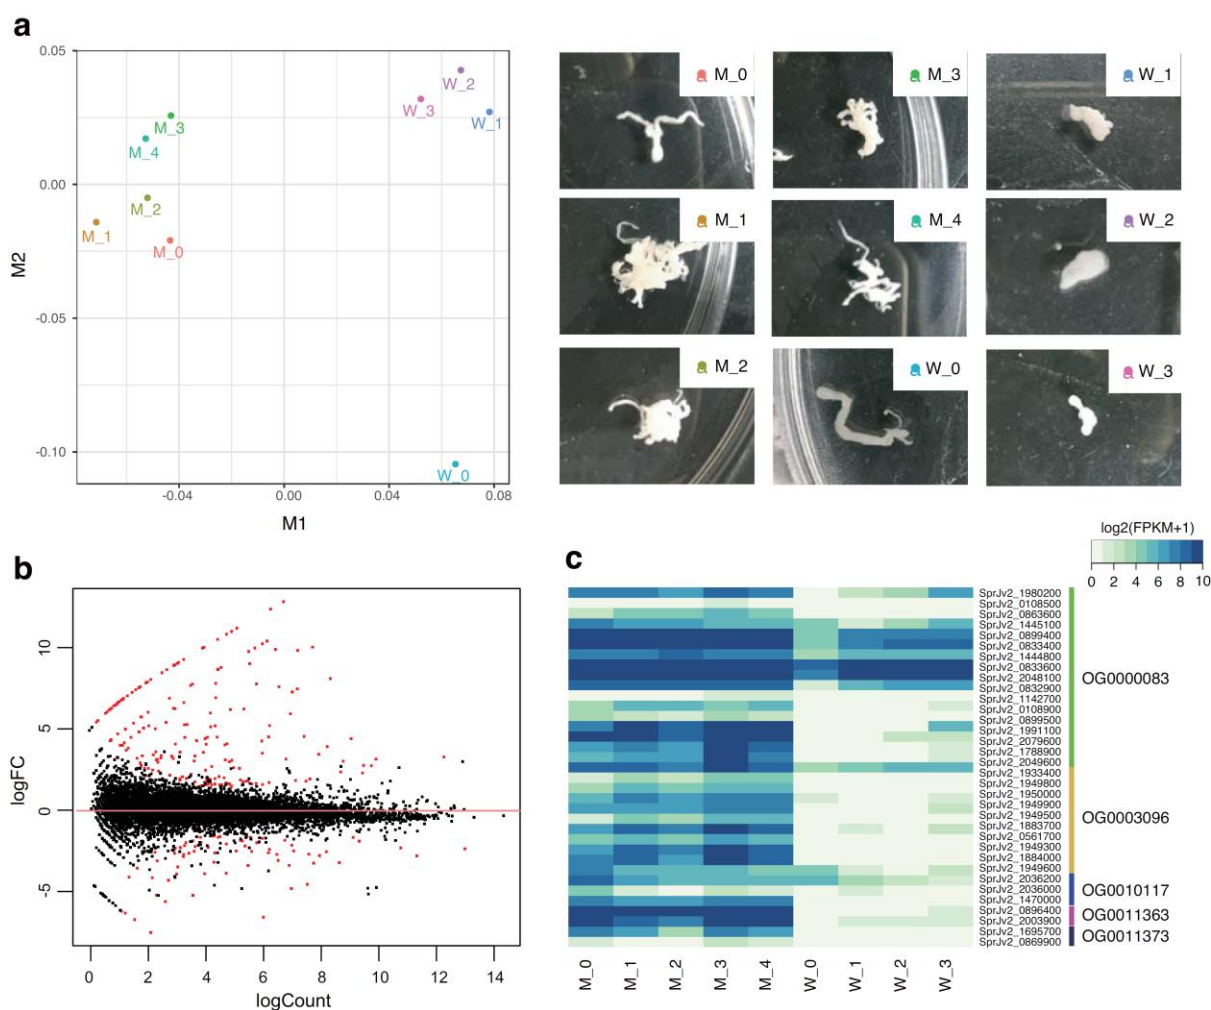 a
0.05
0.00
-0.05
-0.10
M2
-0.04
0.00
0.04
0.08
M1
W_2
W_3
W_1
M_3
M_4
M_2
M_1
M_0
W_0
M_0
M_3
W_1
M_1
M_4
W_2
M_2
W_0
W_3
b
10
5
0
-5
logFC
0 2 4 6 8 10 12 14
logCount
c
log2(FPKM+1)
0 2 4 6 8 10
SprJv2_1980200
SprJv2_0108500
SprJv2_0863600
SprJv2_1445100
SprJv2_0899400
SprJv2_0833400
SprJv2_1444800
SprJv2_0833600
SprJv2_2048100
SprJv2_0832900
SprJv2_1142700
SprJv2_0108900
SprJv2_0899500
SprJv2_1991100
SprJv2_2079600
SprJv2_1788900
SprJv2_2049600
SprJv2_1933400
SprJv2_1949800
SprJv2_1950000
SprJv2_1949900
SprJv2_1949500
SprJv2_1883700
SprJv2_0561700
SprJv2_1949300
SprJv2_1884000
SprJv2_1949600
SprJv2_2036200
SprJv2_2036000
SprJv2_1470000
SprJv2_0896400
SprJv2_2003900
SprJv2_1695700
SprJv2_0869900
OG0000083
OG0003096
OG0010117
OG0011363
OG0011373
M_0
M_1
M_2
M_3
M_4
W_0
W_1
W_2
W_3